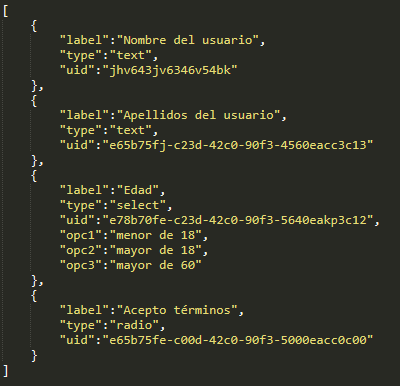 [
{
"label":"Nombre del usuario",
"type":"text",
"uid":"jhv643jv6346v54bk"
},
{
"label":"Apellidos del usuario",
"type":"text",
"uid":"e65b75fj-c23d-42c0-90f3-4560eacc3c13"
},
{
"label":"Edad",
"type":"select",
"uid":"e78b70fe-c23d-42c0-90f3-5640eakp3c12",
"opc1":"menor de 18",
"opc2":"mayor de 18",
"opc3":"mayor de 60"
},
{
"label":"Acepto términos",
"type":"radio",
"uid":"e65b75fe-c00d-42c0-90f3-5000eacc0c00"
}
]